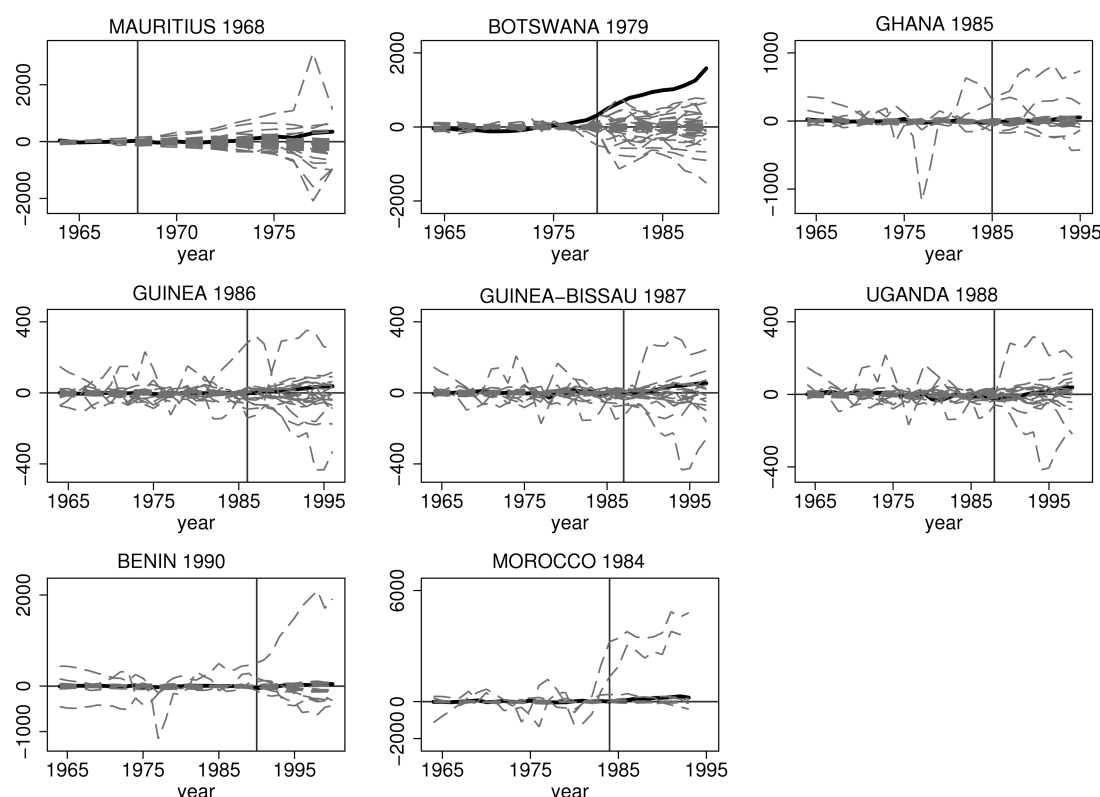 MAURITIUS 1968
2000
0
−2000
1965 1970 1975
year
BOTSWANA 1979
2000
0
−2000
1965 1975 1985
year
GHANA 1985
1000
0
−1000
1965 1975 1985 1995
year
GUINEA 1986
400
0
−400
1965 1975 1985 1995
year
GUINEA−BISSAU 1987
400
0
−400
1965 1975 1985 1995
year
UGANDA 1988
400
0
−400
1965 1975 1985 1995
year
BENIN 1990
2000
0
−1000
1965 1975 1985 1995
year
MOROCCO 1984
6000
0
−2000
1965 1975 1985 1995
year